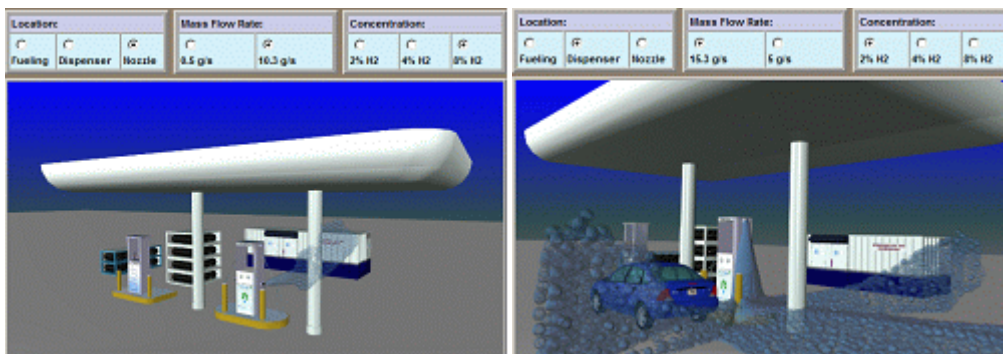 Location:
Mass Flow Rate:
Concentration:
Fueling Dispenser Nozzle
0.5 g/s 10.3 g/s
2% H2 4% H2 8% H2
Location:
Mass Flow Rate:
Concentration:
Fueling Dispenser Nozzle
15.3 g/s 5 g/s
2% H2 4% H2 8% H2